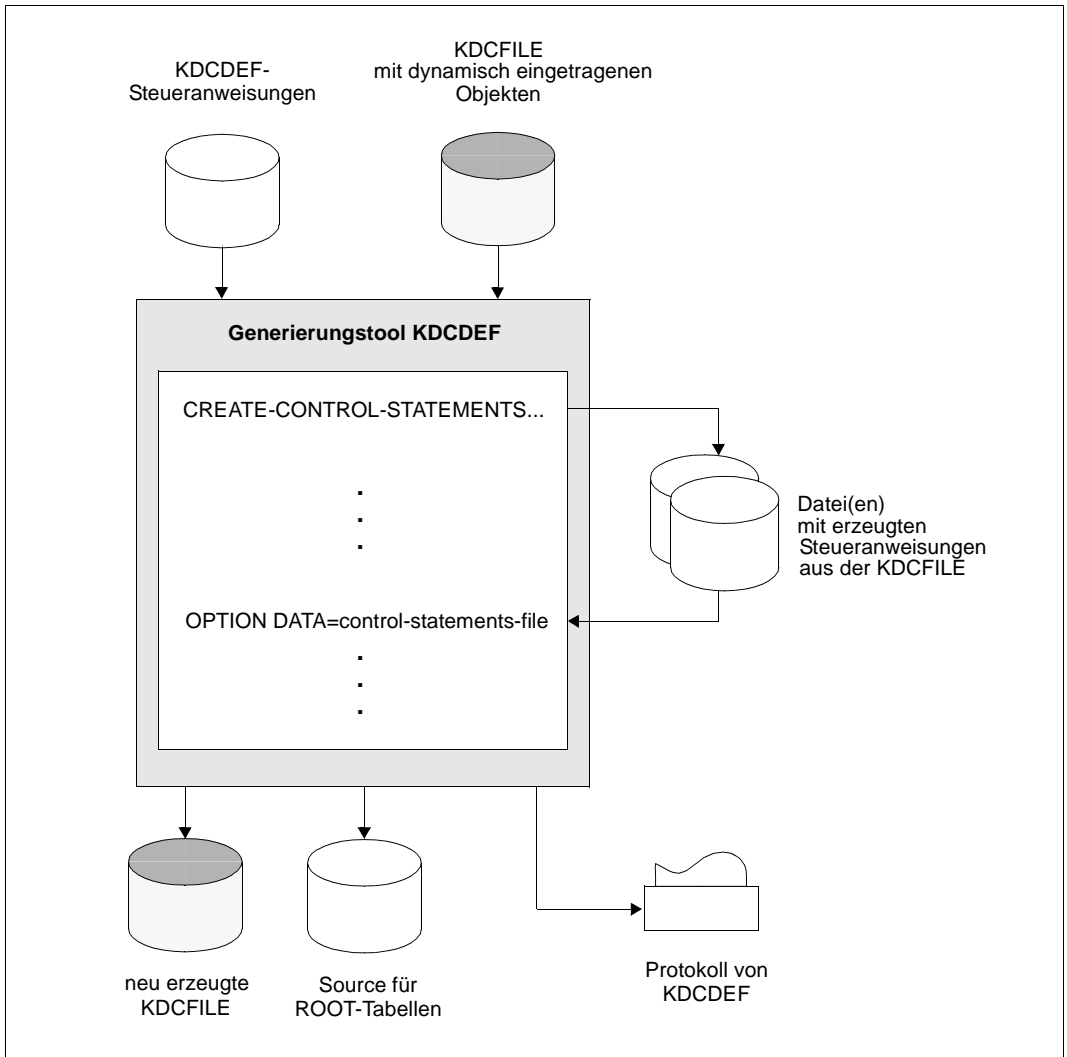 KDCDEF-
Steueranweisungen
KDCFILE
mit dynamisch eingetragenen
Objekten
Generierungstool KDCDEF
CREATE-CONTROL-STATEMENTS...
.
.
.
Datei(en)
mit erzeugten
Steueranweisungen
aus der KDCFILE
OPTION DATA=control-statements-file
.
.
.
neu erzeugte
KDCFILE
Source für
ROOT-Tabellen
Protokoll von
KDCDEF